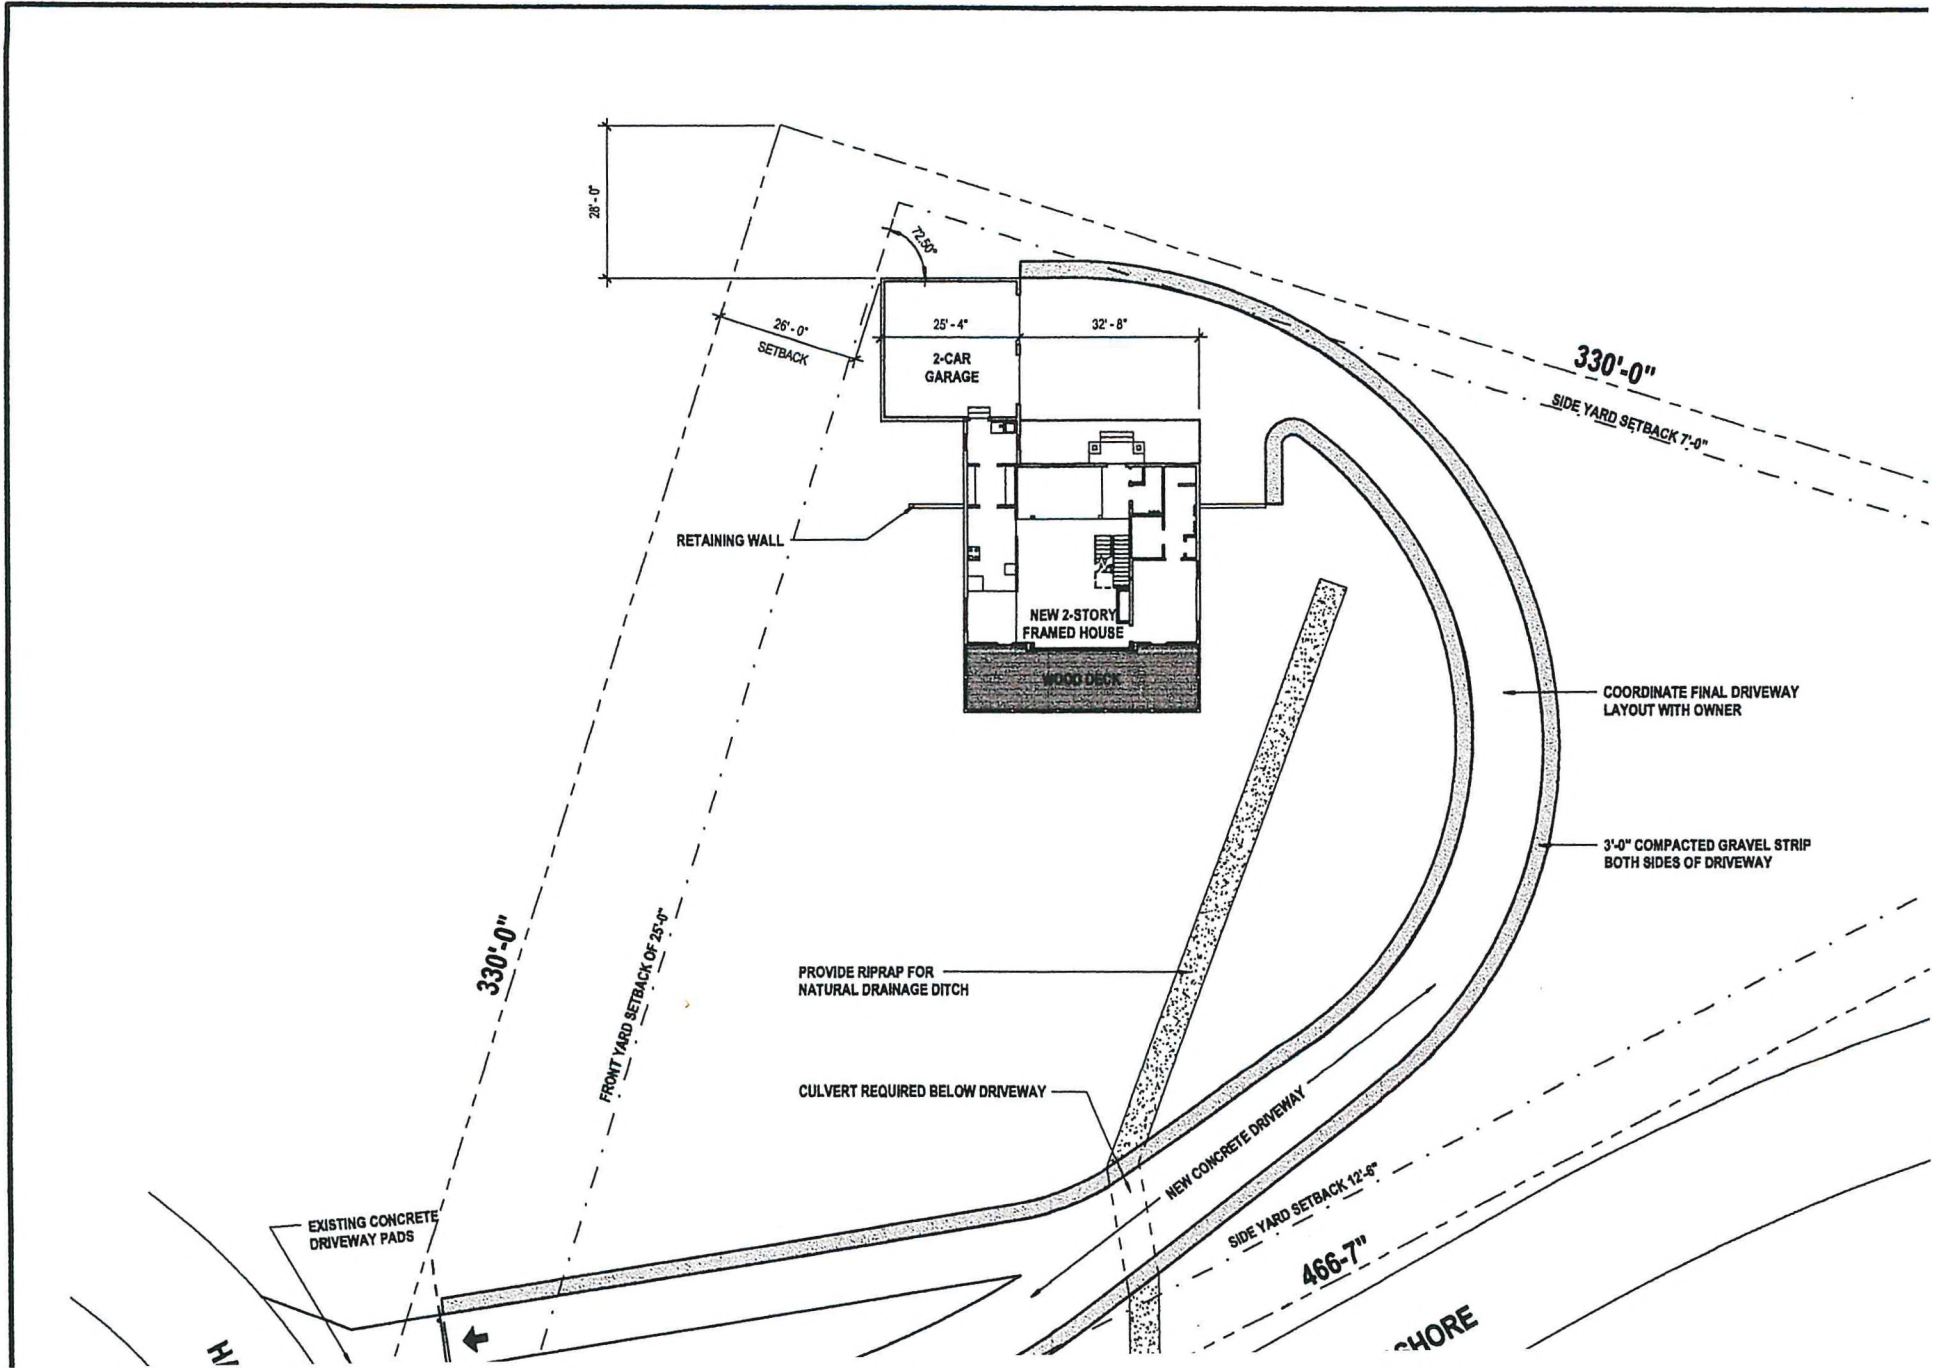 28'-0"
72.50°
26'-0"
SETBACK
25'-4"
32'-8"
2-CAR
GARAGE
330'-0"
SIDE YARD SETBACK 7'-0"
RETAINING WALL
NEW 2-STORY
FRAMED HOUSE
WOOD DECK
COORDINATE FINAL DRIVEWAY
LAYOUT WITH OWNER
3'-0" COMPACTED GRAVEL STRIP
BOTH SIDES OF DRIVEWAY
330'-0"
FRONT YARD SETBACK OF 25'-0"
PROVIDE RIPRAP FOR
NATURAL DRAINAGE DITCH
CULVERT REQUIRED BELOW DRIVEWAY
NEW CONCRETE DRIVEWAY
SIDE YARD SETBACK 12'-6"
466-7"
EXISTING CONCRETE
DRIVEWAY PADS